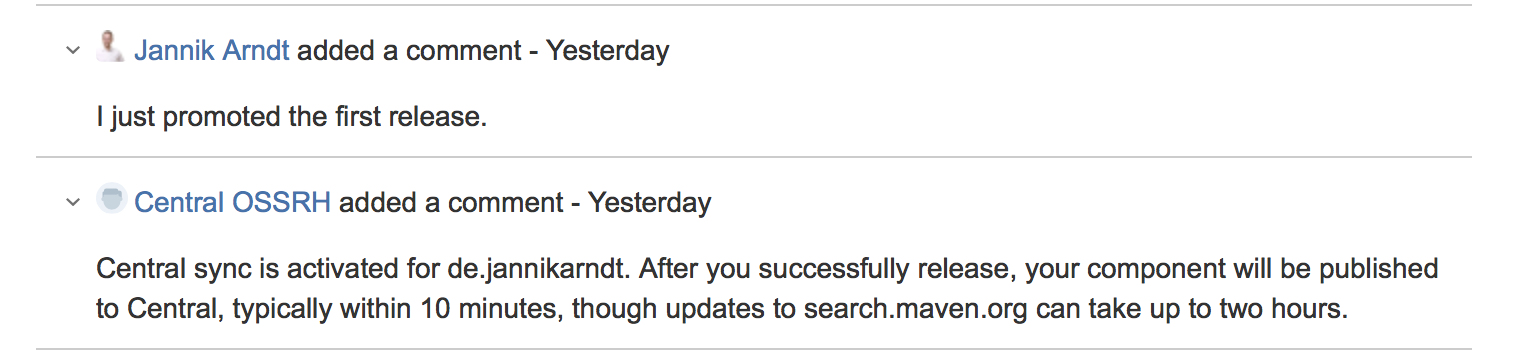 Jannik Arndt added a comment - Yesterday
I just promoted the first release.
Central OSSRH added a comment - Yesterday
Central sync is activated for de.jannikarndt. After you successfully release, your component will be published
to Central, typically within 10 minutes, though updates to search.maven.org can take up to two hours.